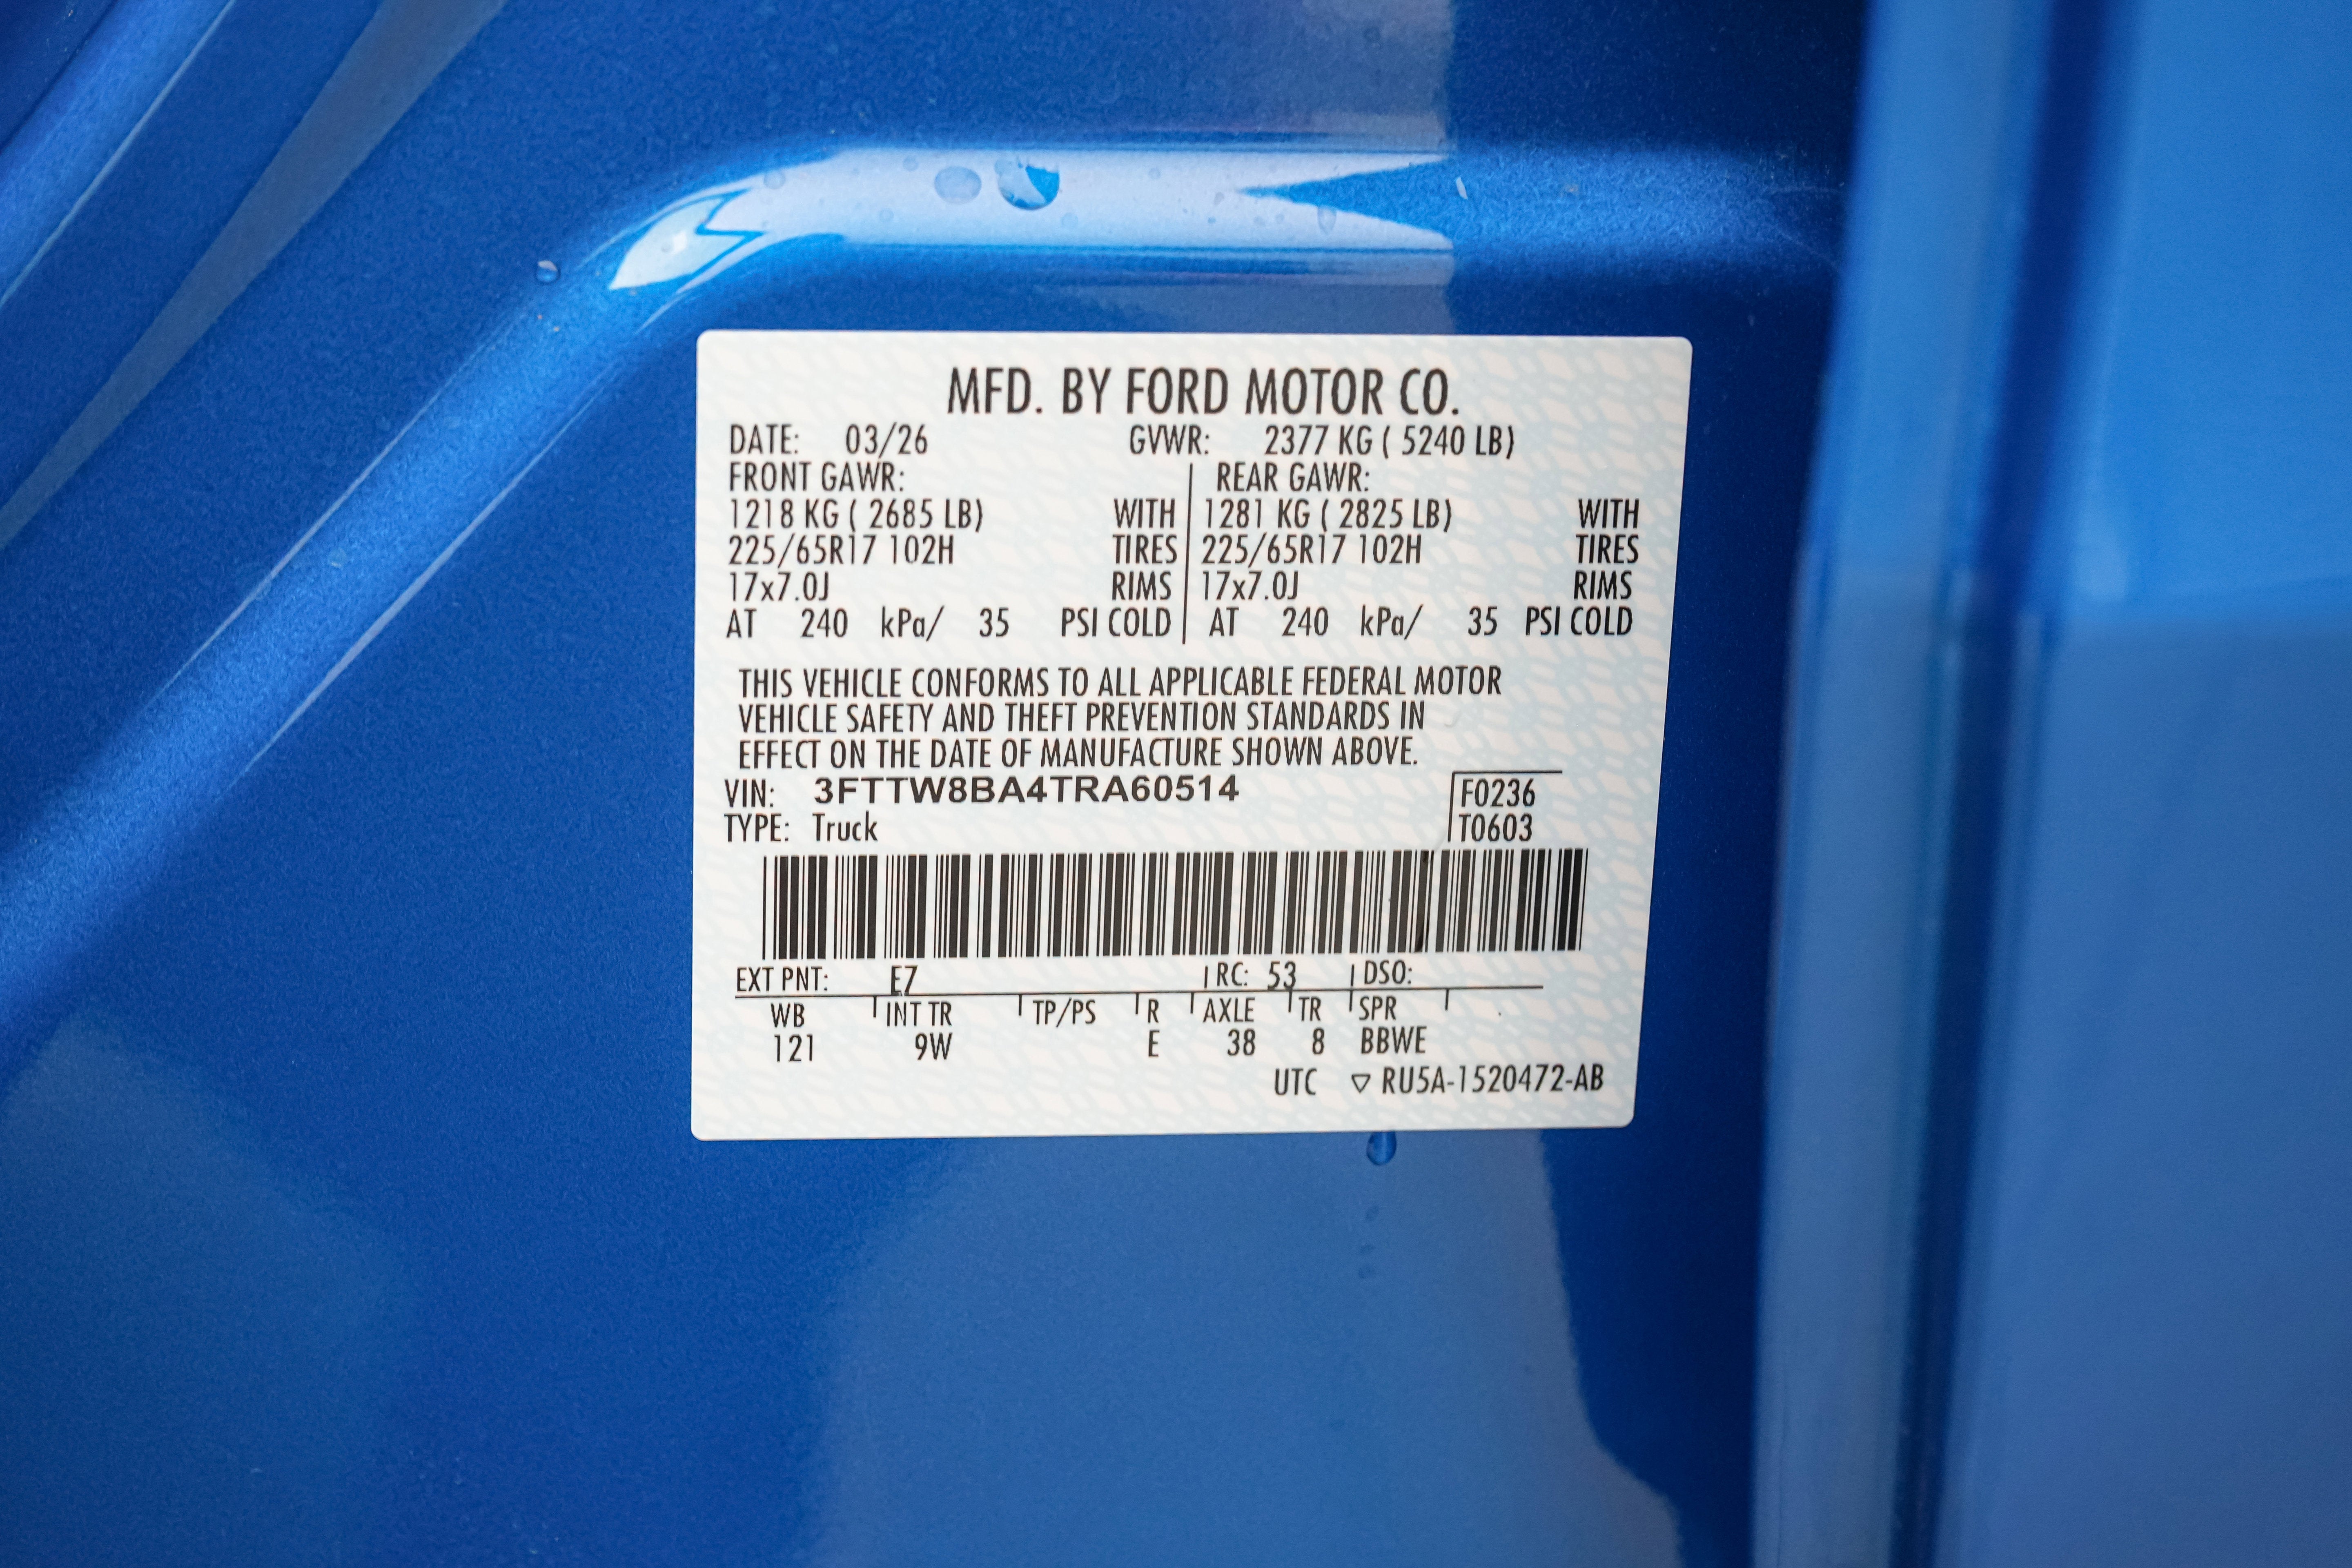 MFD. BY FORD MOTOR CO.
DATE: 03/26 GVWR: 2377 KG ( 5240 LB)
FRONT GAWR: REAR GAWR:
1218 KG ( 2685 LB) WITH 1281 KG ( 2825 LB) WITH
225/65R17 102H TIRES 225/65R17 102H TIRES
17x7.0J RIMS 17x7.0J RIMS
AT 240 kPa/ 35 PSI COLD AT 240 kPa/ 35 PSI COLD
THIS VEHICLE CONFORMS TO ALL APPLICABLE FEDERAL MOTOR
VEHICLE SAFETY AND THEFT PREVENTION STANDARDS IN
EFFECT ON THE DATE OF MANUFACTURE SHOWN ABOVE.
VIN: 3FTTW8BA4TRA60514 F0236
TYPE: Truck T0603
EXT PNT: EZ RC: 53 DSO:
WB INT TR TP/PS R AXLE TR SPR
121 9W E 38 8 BBWE
UTC ▽ RU5A-1520472-AB